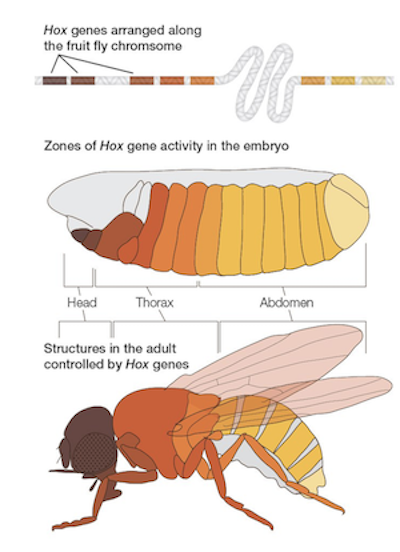 Hox genes arranged along
the fruit fly chromsome
Zones of Hox gene activity in the embryo
Head
Thorax
Abdomen
Structures in the adult
controlled by Hox genes